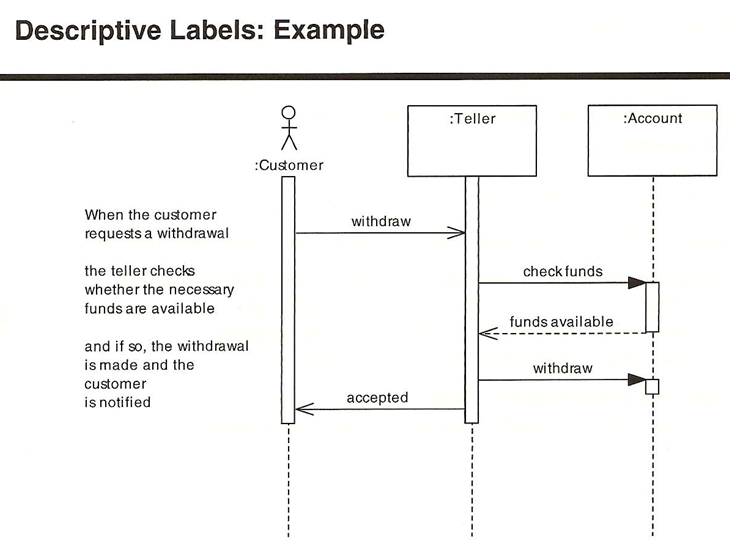 Descriptive Labels: Example
:Customer
:Teller
:Account
When the customer
requests a withdrawal
withdraw
the teller checks
whether the necessary
funds are available
check funds
funds available
and if so, the withdrawal
is made and the
customer
is notified
withdraw
accepted